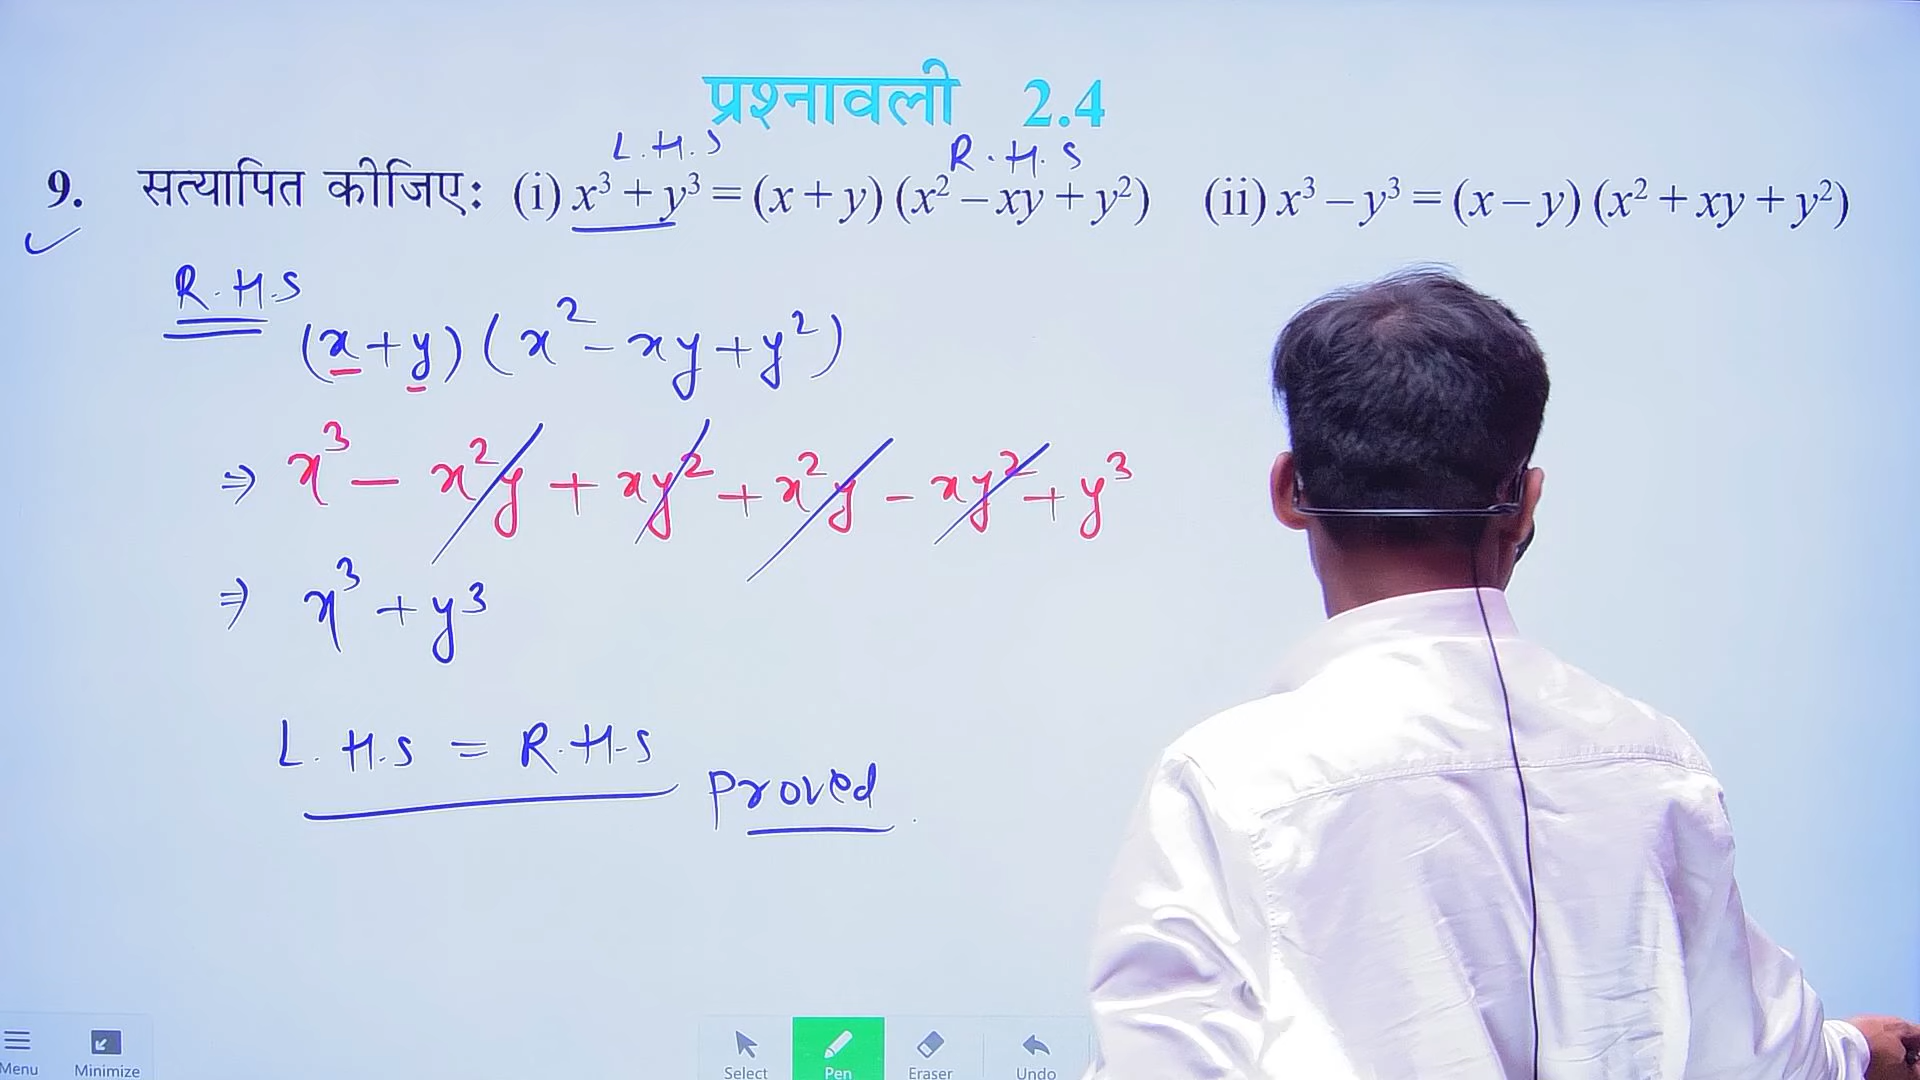 प्रश्नावली 2.4
L.H.S R.H.S
9. सत्यापित कीजिए: (i) x³ + y³ = (x + y) (x² – xy + y²) (ii) x³ – y³ = (x – y) (x² + xy + y²)
R.H.S
(x + y) (x² - xy + y²)
⇒ x³ - x²y + xy² + x²y - xy² + y³
⇒ x³ + y³
L.H.S = R.H.S
Proved
Menu Minimize Select Pen Eraser Undo